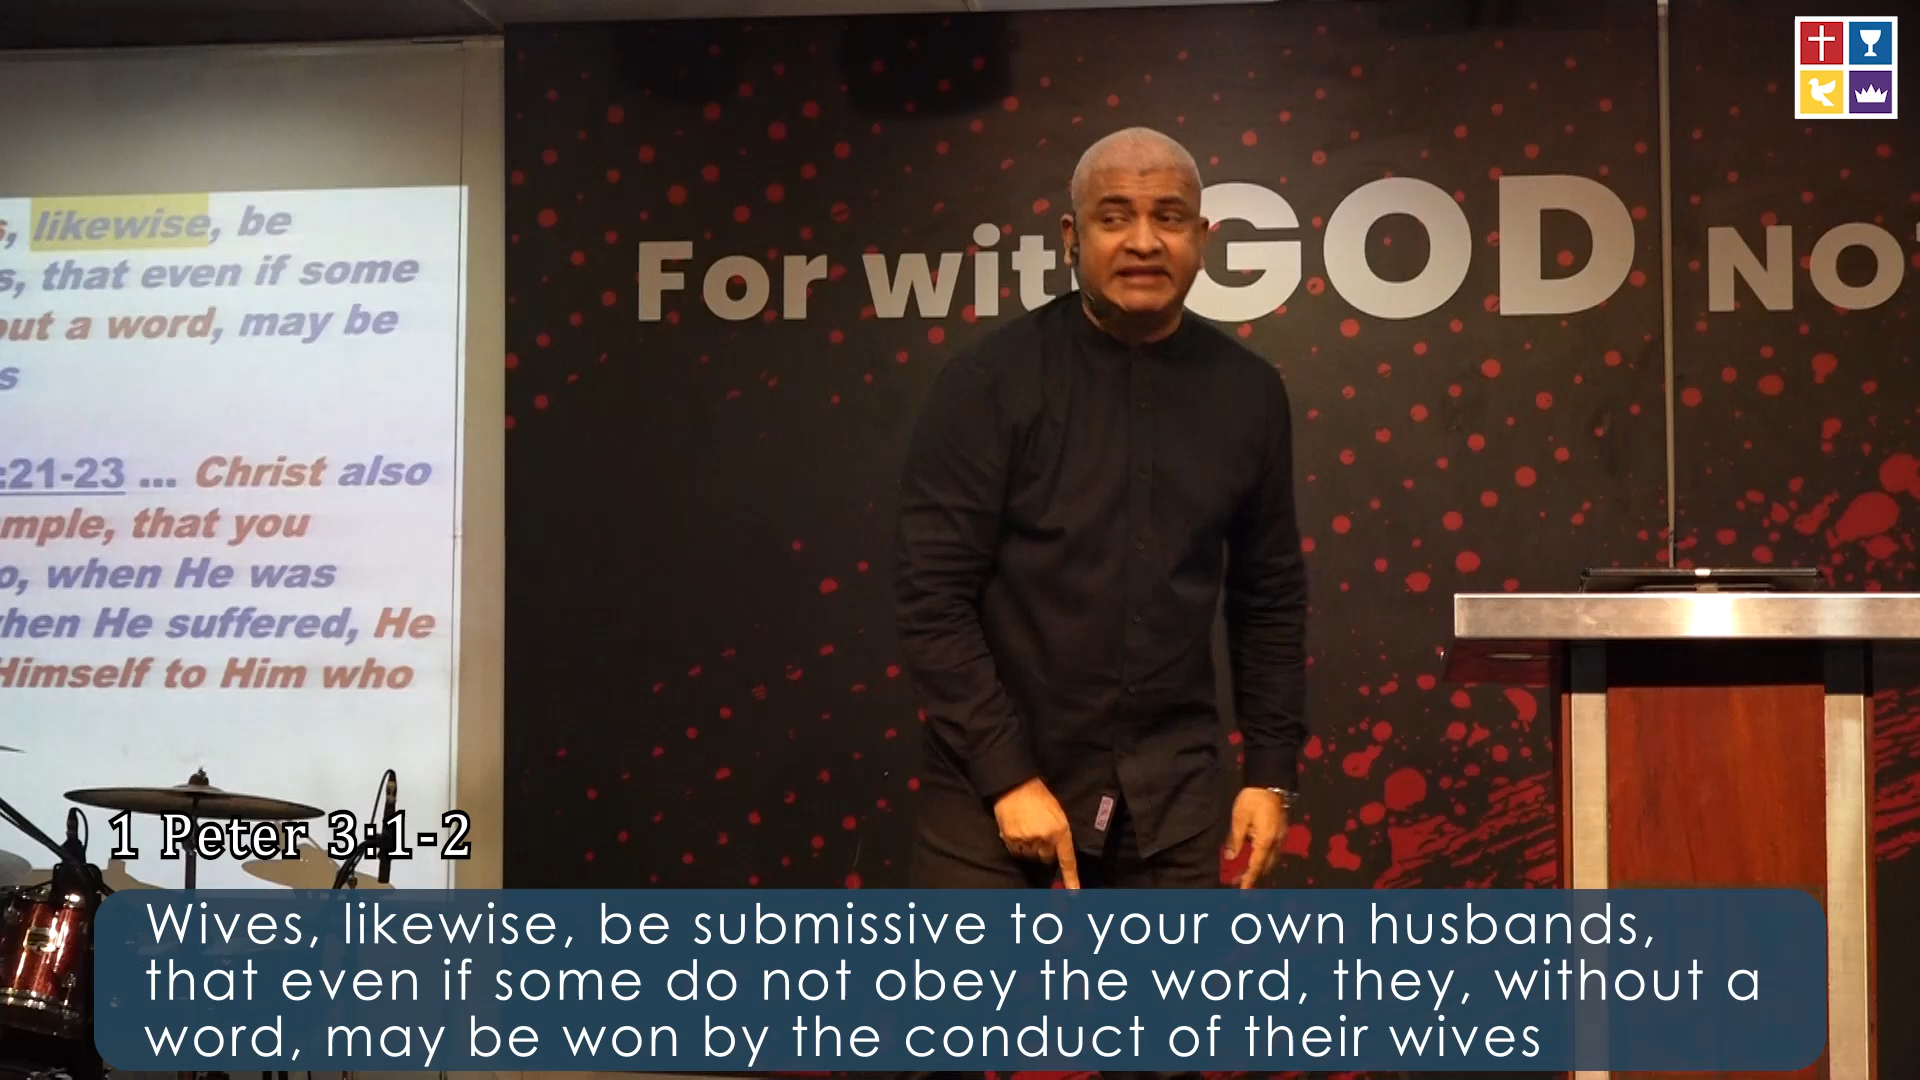 s, likewise, be
s, that even if some
out a word, may be
s
:21-23 ... Christ also
mple, that you
o, when He was
when He suffered, He
Himself to Him who
For with GOD NO
1 Peter 3:1-2
Wives, likewise, be submissive to your own husbands,
that even if some do not obey the word, they, without a
word, may be won by the conduct of their wives